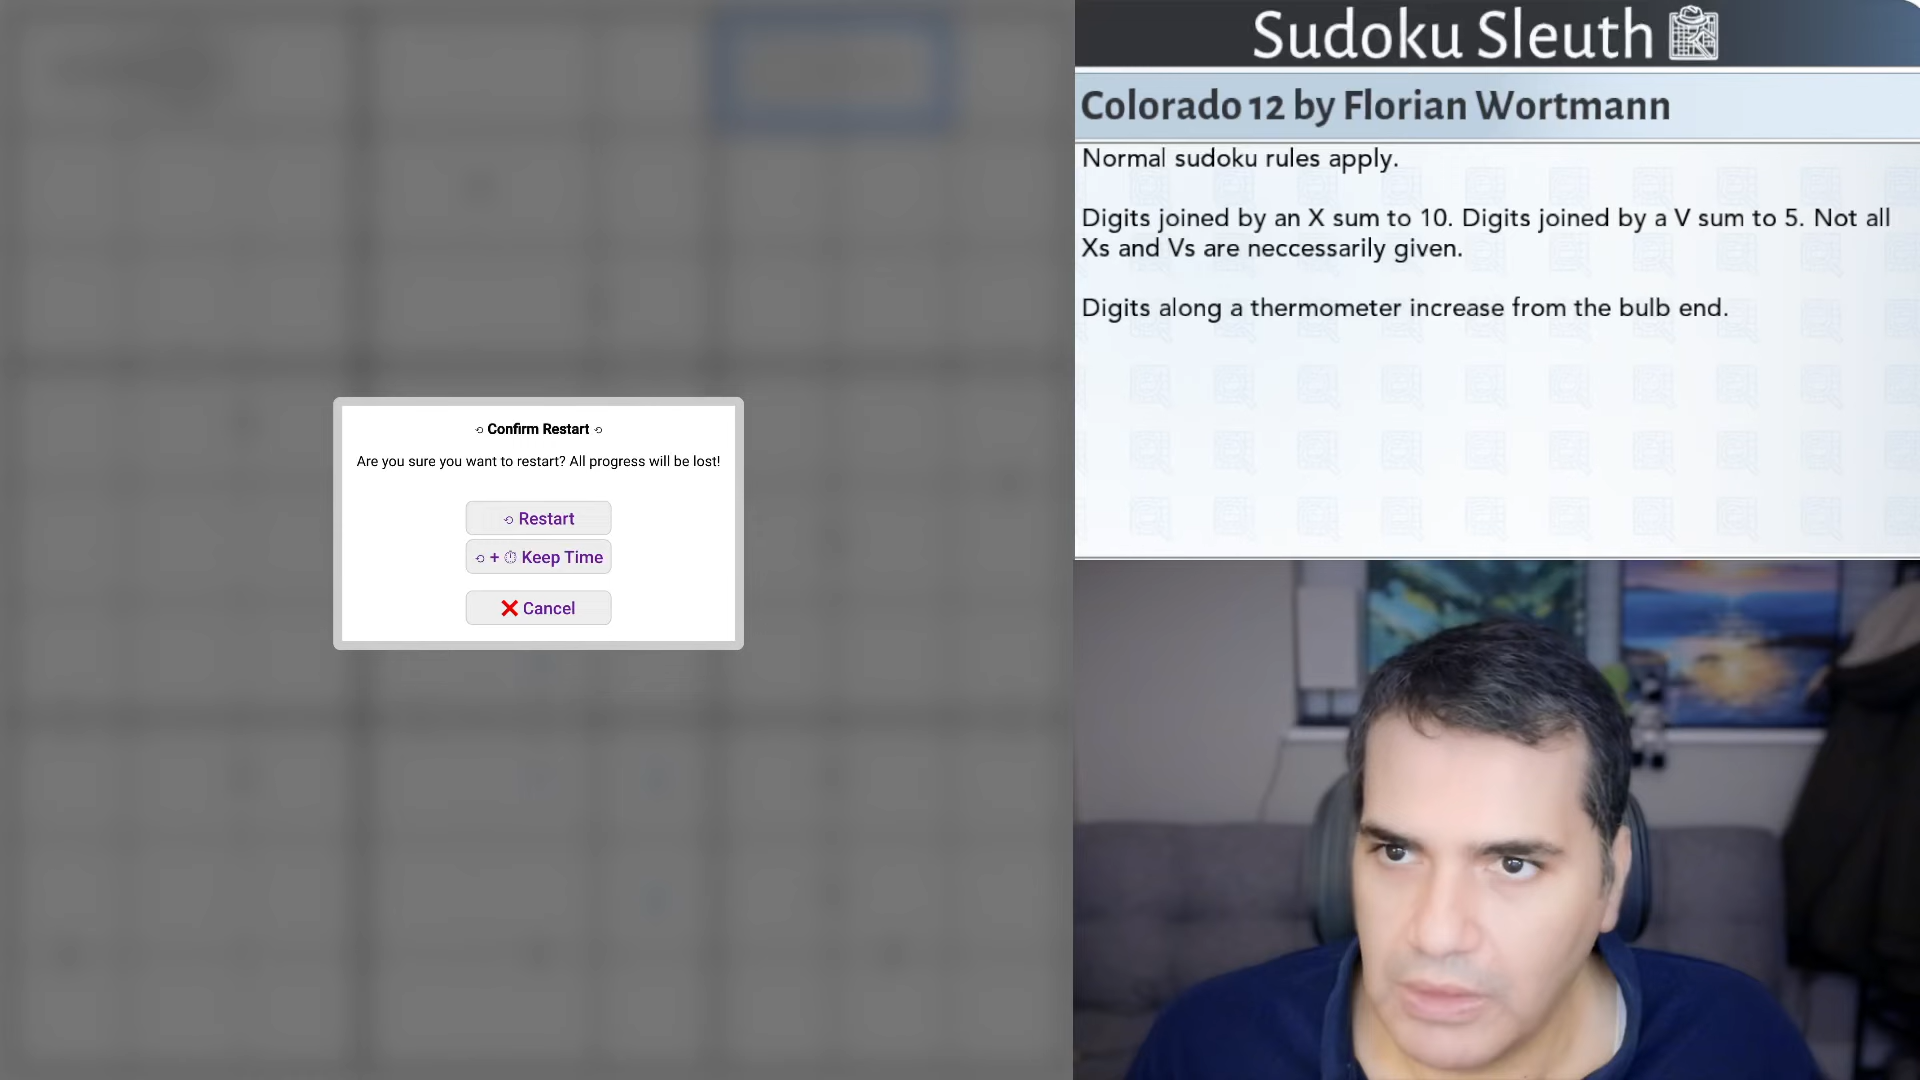 Sudoku Sleuth
Colorado 12 by Florian Wortmann
Normal sudoku rules apply.
Digits joined by an X sum to 10. Digits joined by a V sum to 5. Not all
Xs and Vs are neccessarily given.
Digits along a thermometer increase from the bulb end.
Confirm Restart
Are you sure you want to restart? All progress will be lost!
Restart
+ Keep Time
Cancel